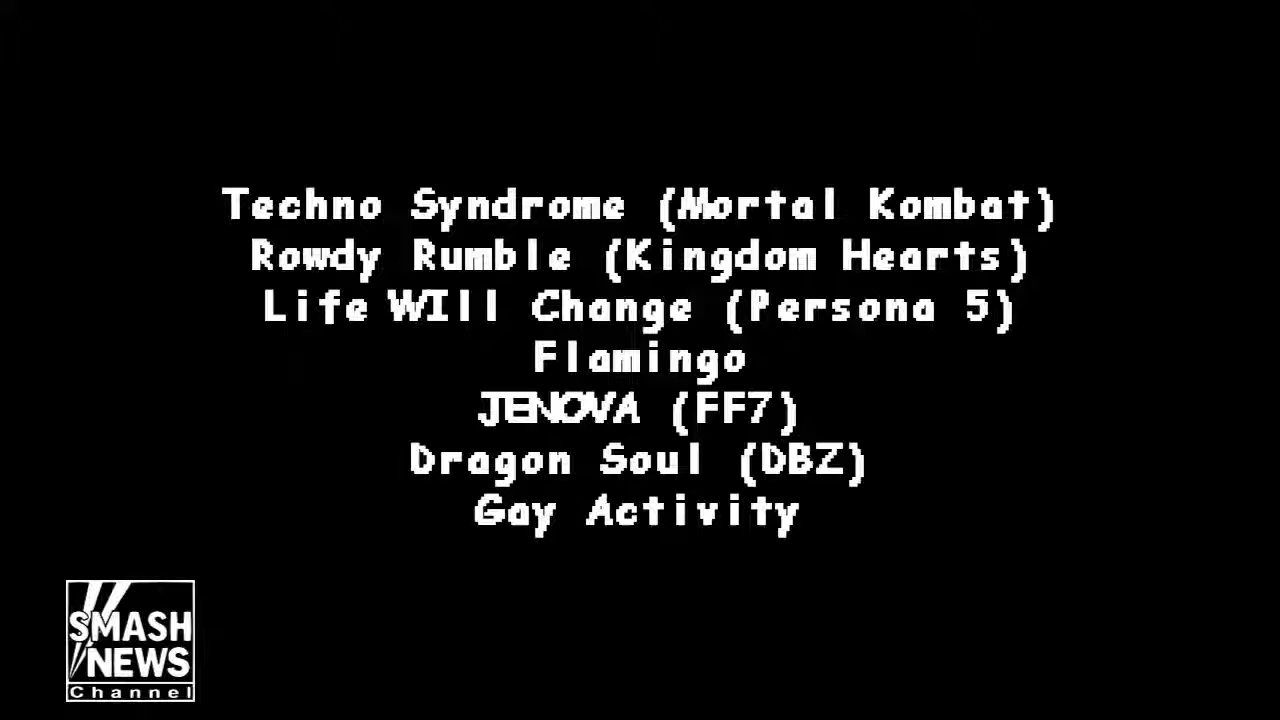 Techno Syndrome (Mortal Kombat)
Rowdy Rumble (Kingdom Hearts)
Life WIll Change (Persona 5)
Flamingo
JENOVA (FF7)
Dragon Soul (DBZ)
Gay Activity
SMASH
NEWS
Channel